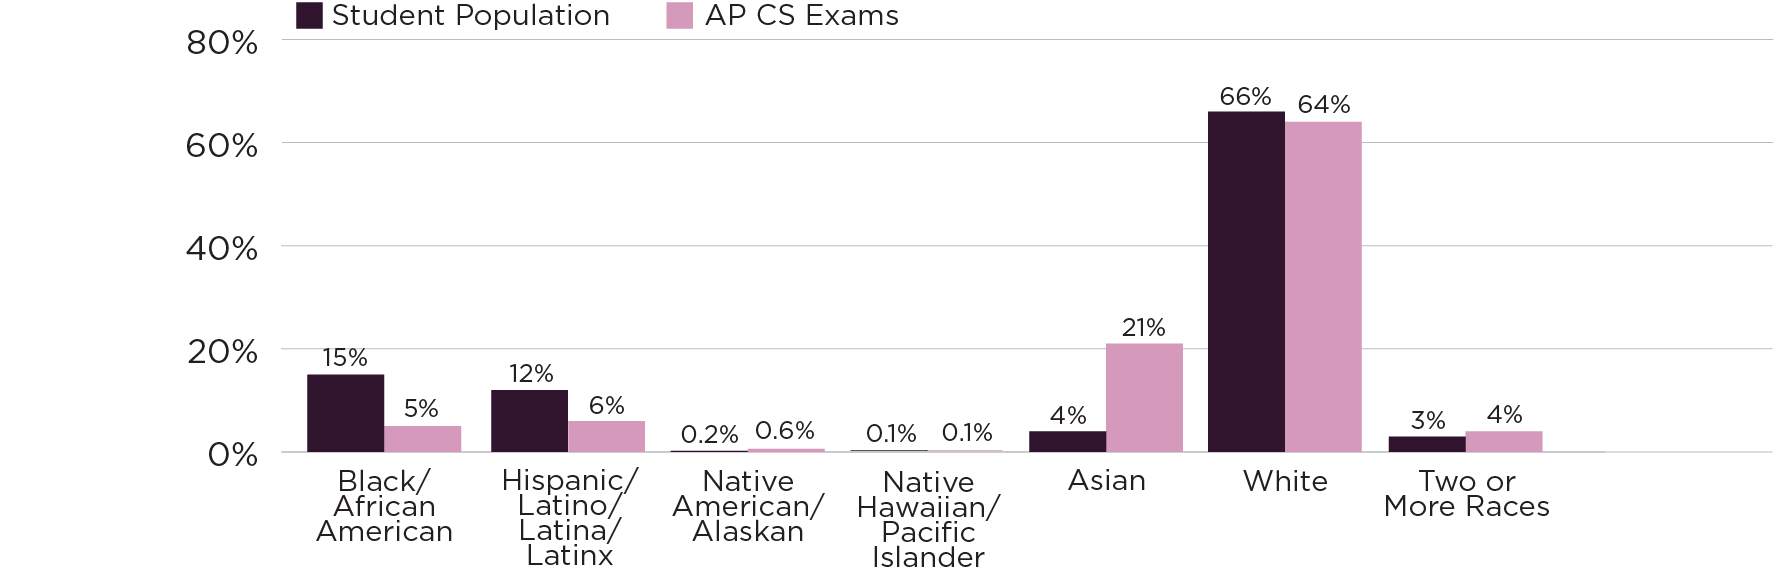 Student Population
AP CS Exams
80%
60%
40%
20%
0%
15%
5%
12%
6%
0.2%
0.6%
0.1%
0.1%
4%
21%
66%
64%
3%
4%
Black/
African
American
Hispanic/
Latino/
Latina/
Latinx
Native
American/
Alaskan
Native
Hawaiian/
Pacific
Islander
Asian
White
Two or
More Races